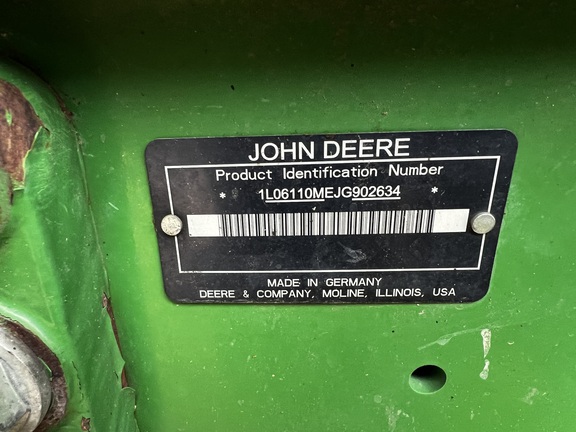 JOHN DEERE
Product Identification Number
* 1L06110MEJG902634 *
MADE IN GERMANY
DEERE & COMPANY, MOLINE, ILLINOIS, USA